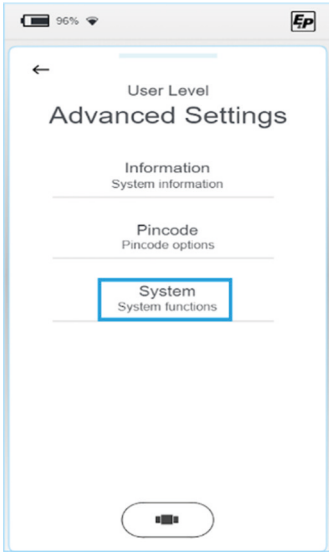 96%
EP
User Level
Advanced Settings
Information
System information
Pincode
Pincode options
System
System functions